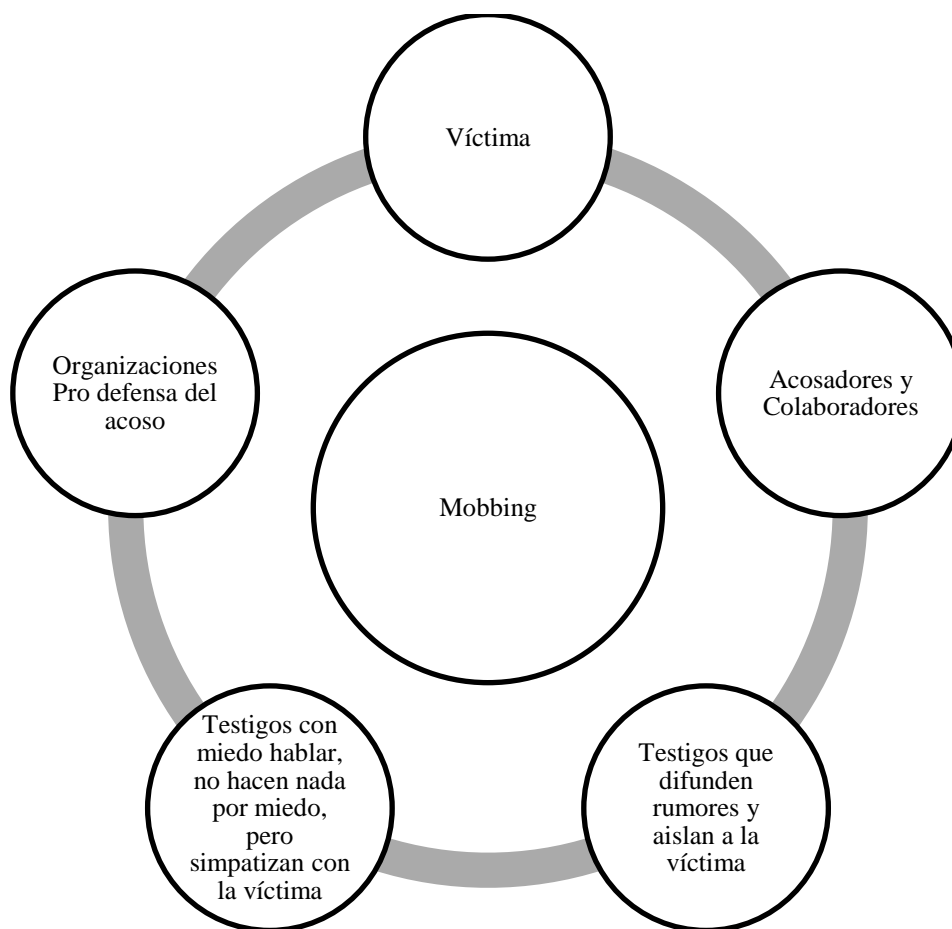 Víctima
Organizaciones
Pro defensa del
acoso
Acosadores y
Colaboradores
Mobbing
Testigos con
miedo hablar,
no hacen nada
por miedo,
pero
simpatizan con
la víctima
Testigos que
difunden
rumores y
aislan a la
víctima